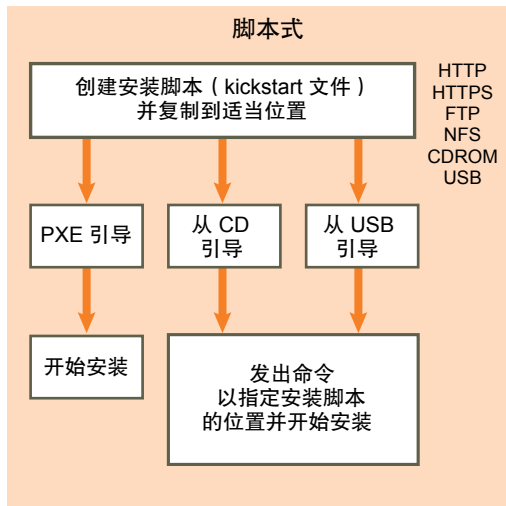 脚本式
创建安装脚本（kickstart 文件）
并复制到适当位置
HTTP
HTTPS
FTP
NFS
CDROM
USB
PXE 引导
从 CD
引导
从 USB
引导
开始安装
发出命令
以指定安装脚本
的位置并开始安装